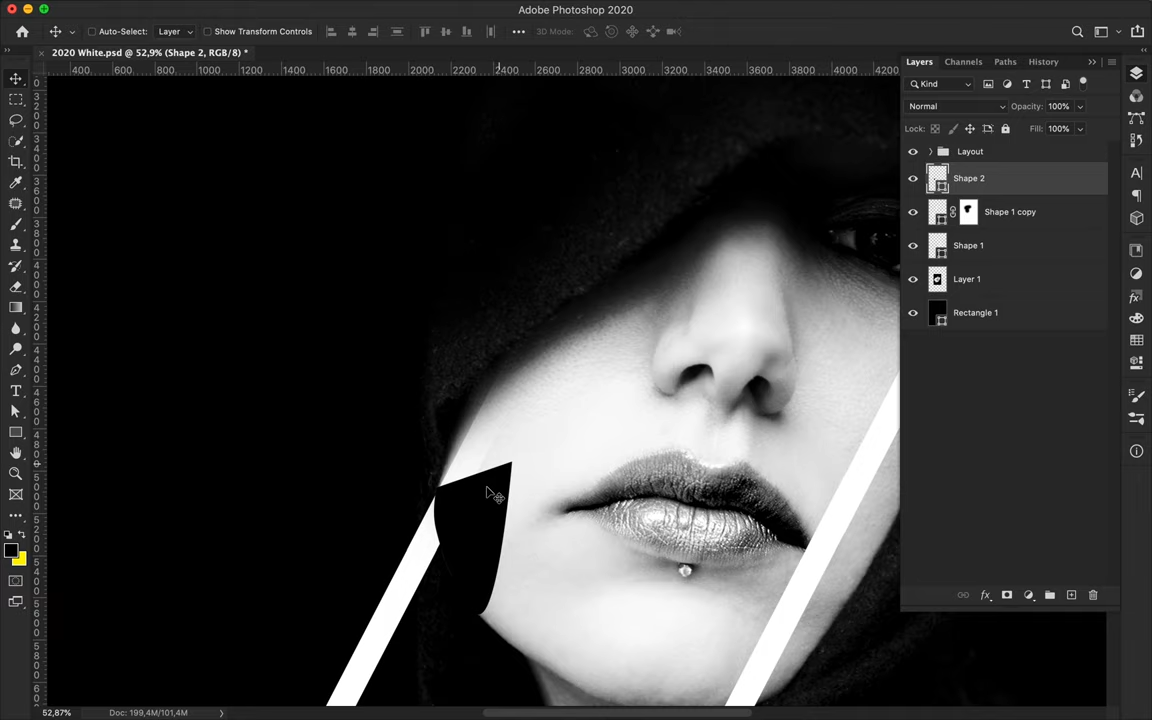 Adobe Photoshop 2020
Auto-Select: Layer Show Transform Controls 3D Mode:
2020 White.psd @ 52,9% (Shape 2, RGB/8) *
400 600 800 1000 1200 1400 1600 1800 2000 2200 2400 2600 2800 3000 3200 3400 3600 3800 4000 4200
Layers Channels Paths History
Kind
Normal Opacity: 100%
Lock: Fill: 100%
Layout
Shape 2
Shape 1 copy
Shape 1
Layer 1
Rectangle 1
fx
52,87% Doc: 199,4M/101,4M